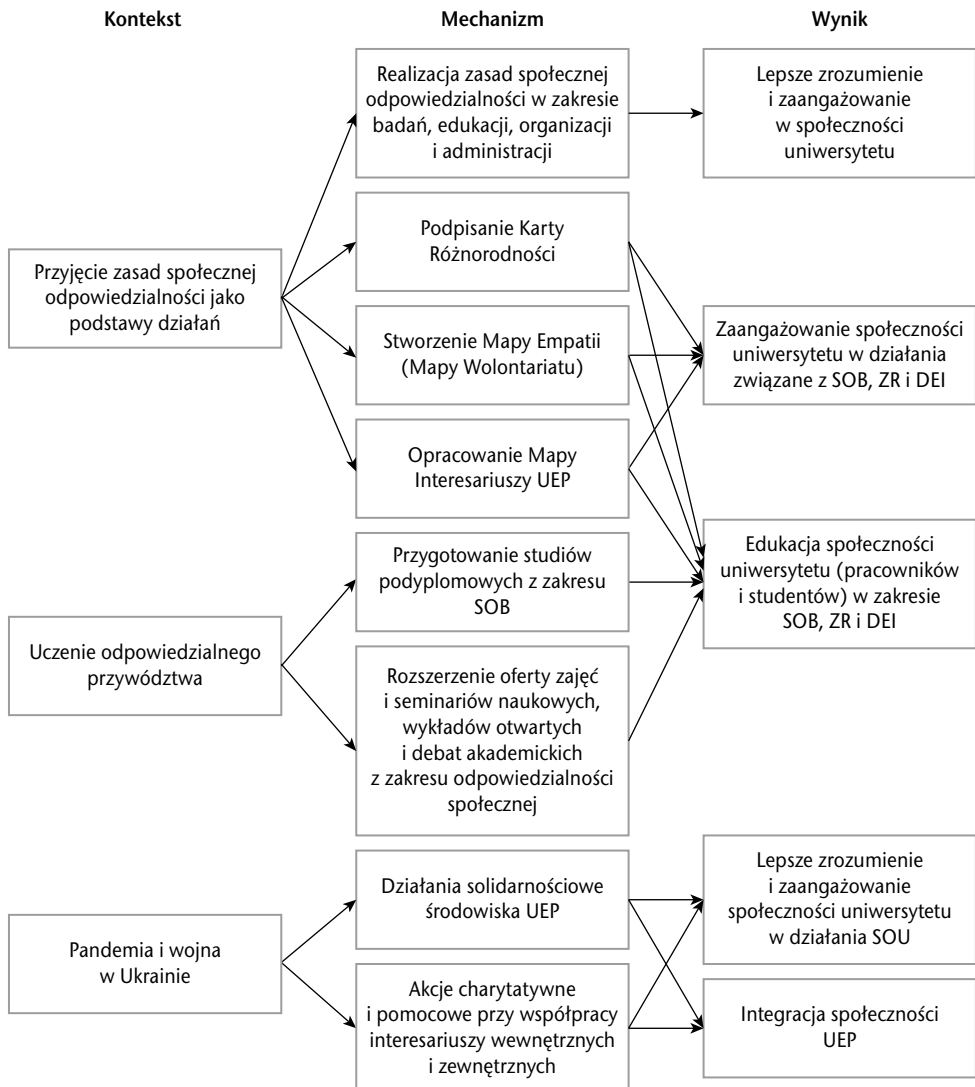 Kontekst
Mechanizm
Wynik
Przyjęcie zasad społecznej
odpowiedzialności jako
podstawy działań
Uczenie odpowiedzialnego
przywództwa
Pandemia i wojna
w Ukrainie
Realizacja zasad społecznej
odpowiedzialności w zakresie
badań, edukacji, organizacji
i administracji
Podpisanie Karty
Różnorodności
Stworzenie Mapy Empatii
(Mapy Wolontariatu)
Opracowanie Mapy
Interesariuszy UEP
Przygotowanie studiów
podyplomowych z zakresu
SOB
Rozszerzenie oferty zajęć
i seminariów naukowych,
wykładów otwartych
i debat akademickich
z zakresu odpowiedzialności
społecznej
Działania solidarnościowe
środowiska UEP
Akcje charytatywne
i pomocowe przy współpracy
interesariuszy wewnętrznych
i zewnętrznych
Lepsze zrozumienie
i zaangażowanie
w społeczności
uniwersytetu
Zaangażowanie społeczności
uniwersytetu w działania
związane z SOB, ZR i DEI
Edukacja społeczności
uniwersytetu (pracowników
i studentów) w zakresie
SOB, ZR i DEI
Lepsze zrozumienie
i zaangażowanie
społeczności uniwersytetu
w działania SOU
Integracja społeczności
UEP